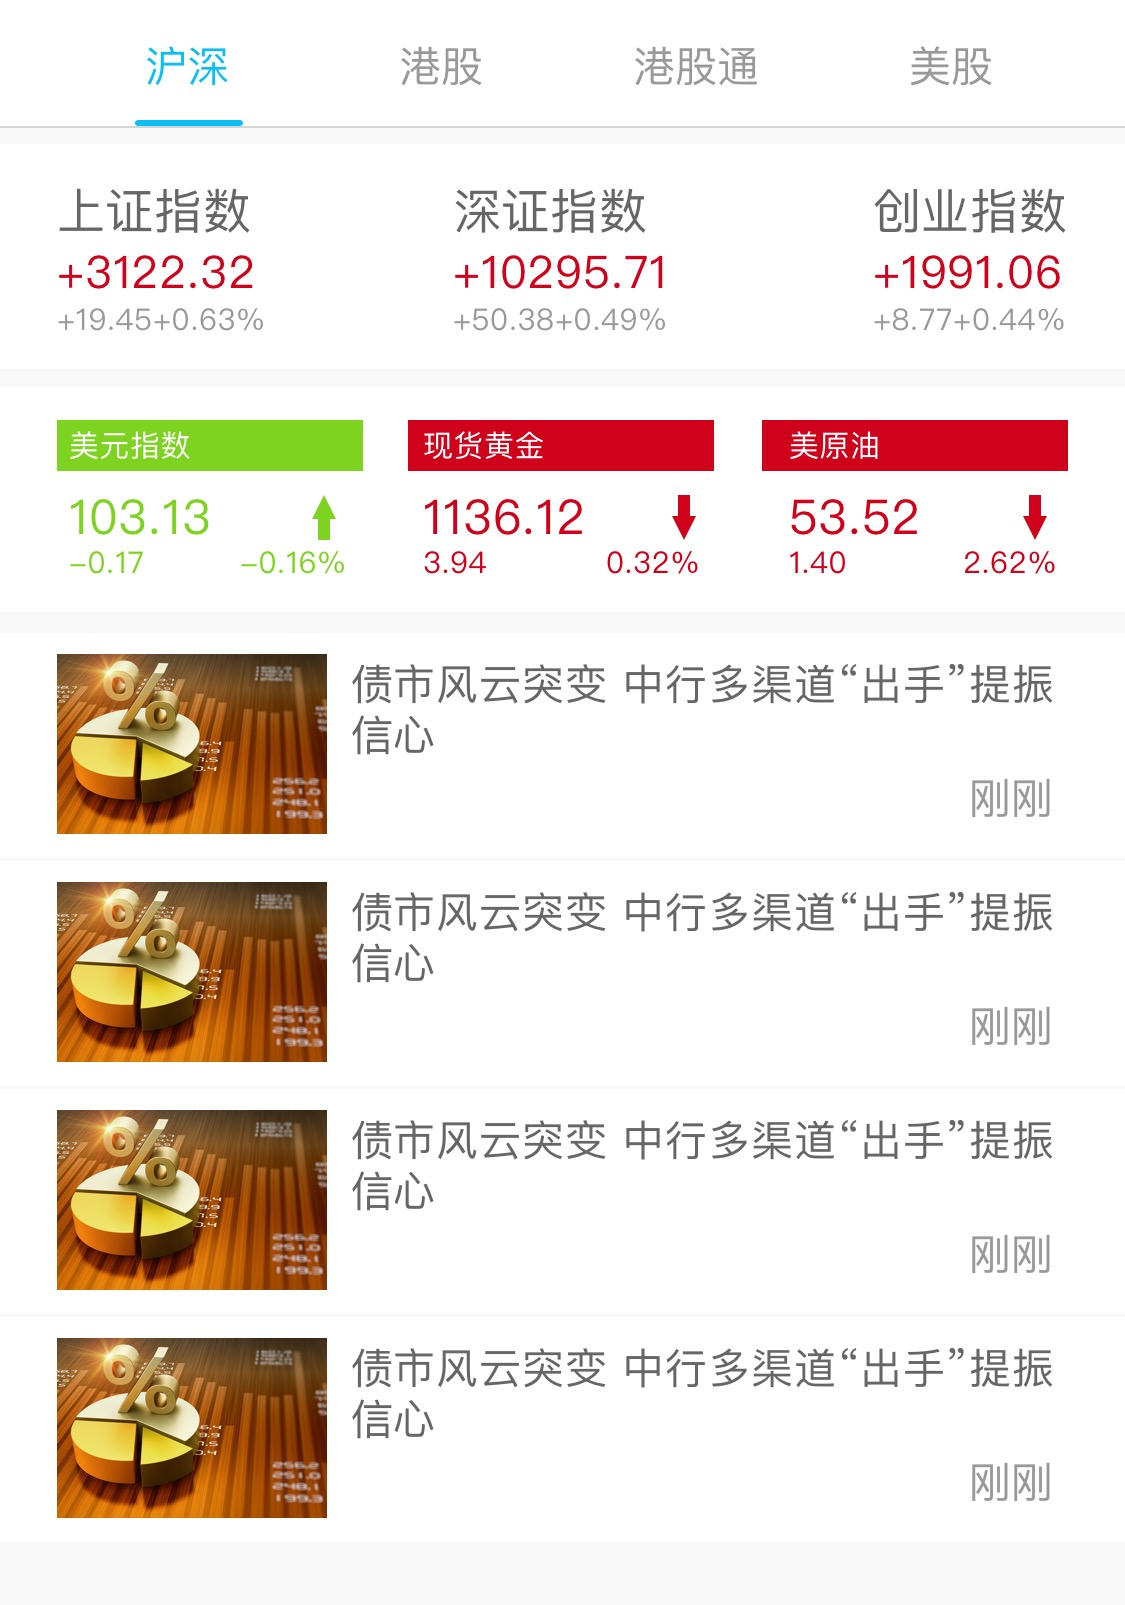 沪深 港股 港股通 美股
上证指数 深证指数 创业指数
+3122.32 +10295.71 +1991.06
+19.45+0.63% +50.38+0.49% +8.77+0.44%
美元指数 现货黄金 美原油
103.13 1136.12 53.52
-0.17 -0.16% 3.94 0.32% 1.40 2.62%
债市风云突变 中行多渠道“出手”提振
信心
刚刚
债市风云突变 中行多渠道“出手”提振
信心
刚刚
债市风云突变 中行多渠道“出手”提振
信心
刚刚
债市风云突变 中行多渠道“出手”提振
信心
刚刚